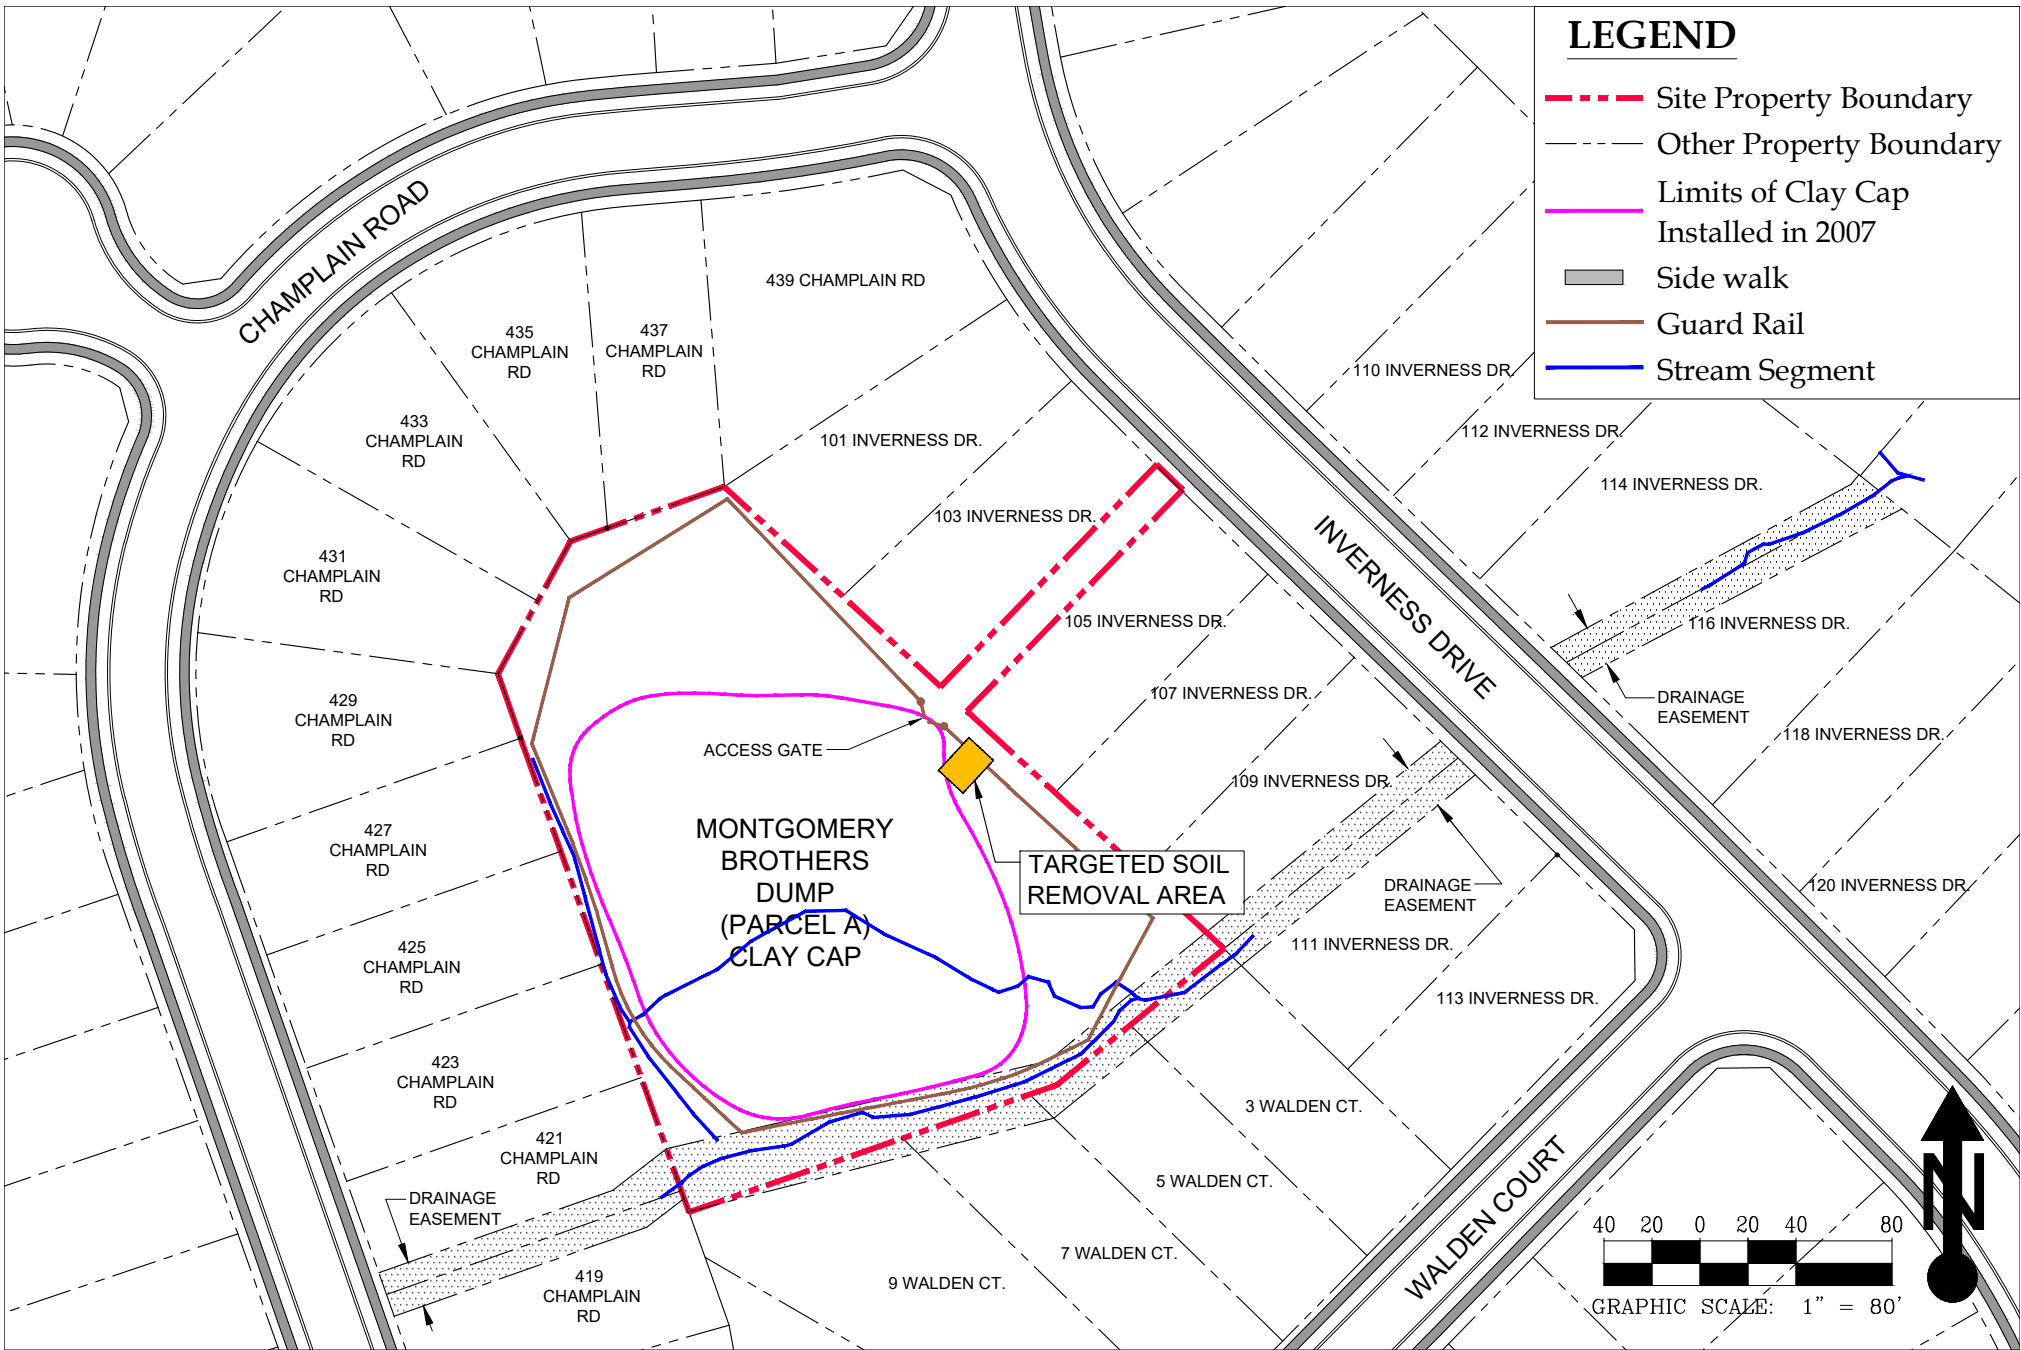 LEGEND
Site Property Boundary
Other Property Boundary
Limits of Clay Cap
Installed in 2007
Side walk
Guard Rail
Stream Segment
CHAMPLAIN ROAD
439 CHAMPLAIN RD
435
CHAMPLAIN
RD
437
CHAMPLAIN
RD
433
CHAMPLAIN
RD
431
CHAMPLAIN
RD
429
CHAMPLAIN
RD
427
CHAMPLAIN
RD
425
CHAMPLAIN
RD
423
CHAMPLAIN
RD
421
CHAMPLAIN
RD
419
CHAMPLAIN
RD
DRAINAGE
EASEMENT
101 INVERNESS DR.
103 INVERNESS DR.
105 INVERNESS DR.
107 INVERNESS DR.
109 INVERNESS DR.
111 INVERNESS DR.
113 INVERNESS DR.
DRAINAGE
EASEMENT
INVERNESS DRIVE
110 INVERNESS DR.
112 INVERNESS DR.
114 INVERNESS DR.
116 INVERNESS DR.
118 INVERNESS DR.
120 INVERNESS DR.
DRAINAGE
EASEMENT
ACCESS GATE
MONTGOMERY
BROTHERS
DUMP
(PARCEL A)
CLAY CAP
TARGETED SOIL
REMOVAL AREA
3 WALDEN CT.
5 WALDEN CT.
7 WALDEN CT.
9 WALDEN CT.
WALDEN COURT
N
40 20 0 20 40 80
GRAPHIC SCALE: 1" = 80'